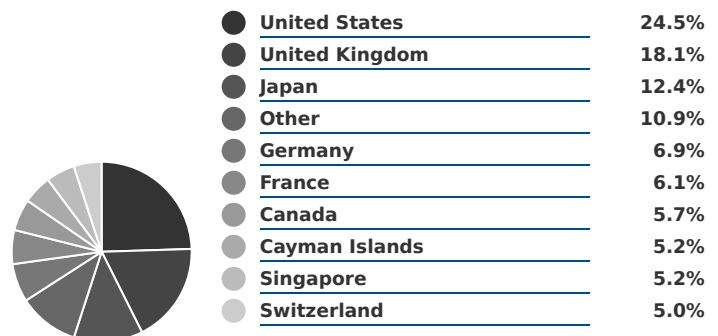 United States 24.5%
United Kingdom 18.1%
Japan 12.4%
Other 10.9%
Germany 6.9%
France 6.1%
Canada 5.7%
Cayman Islands 5.2%
Singapore 5.2%
Switzerland 5.0%